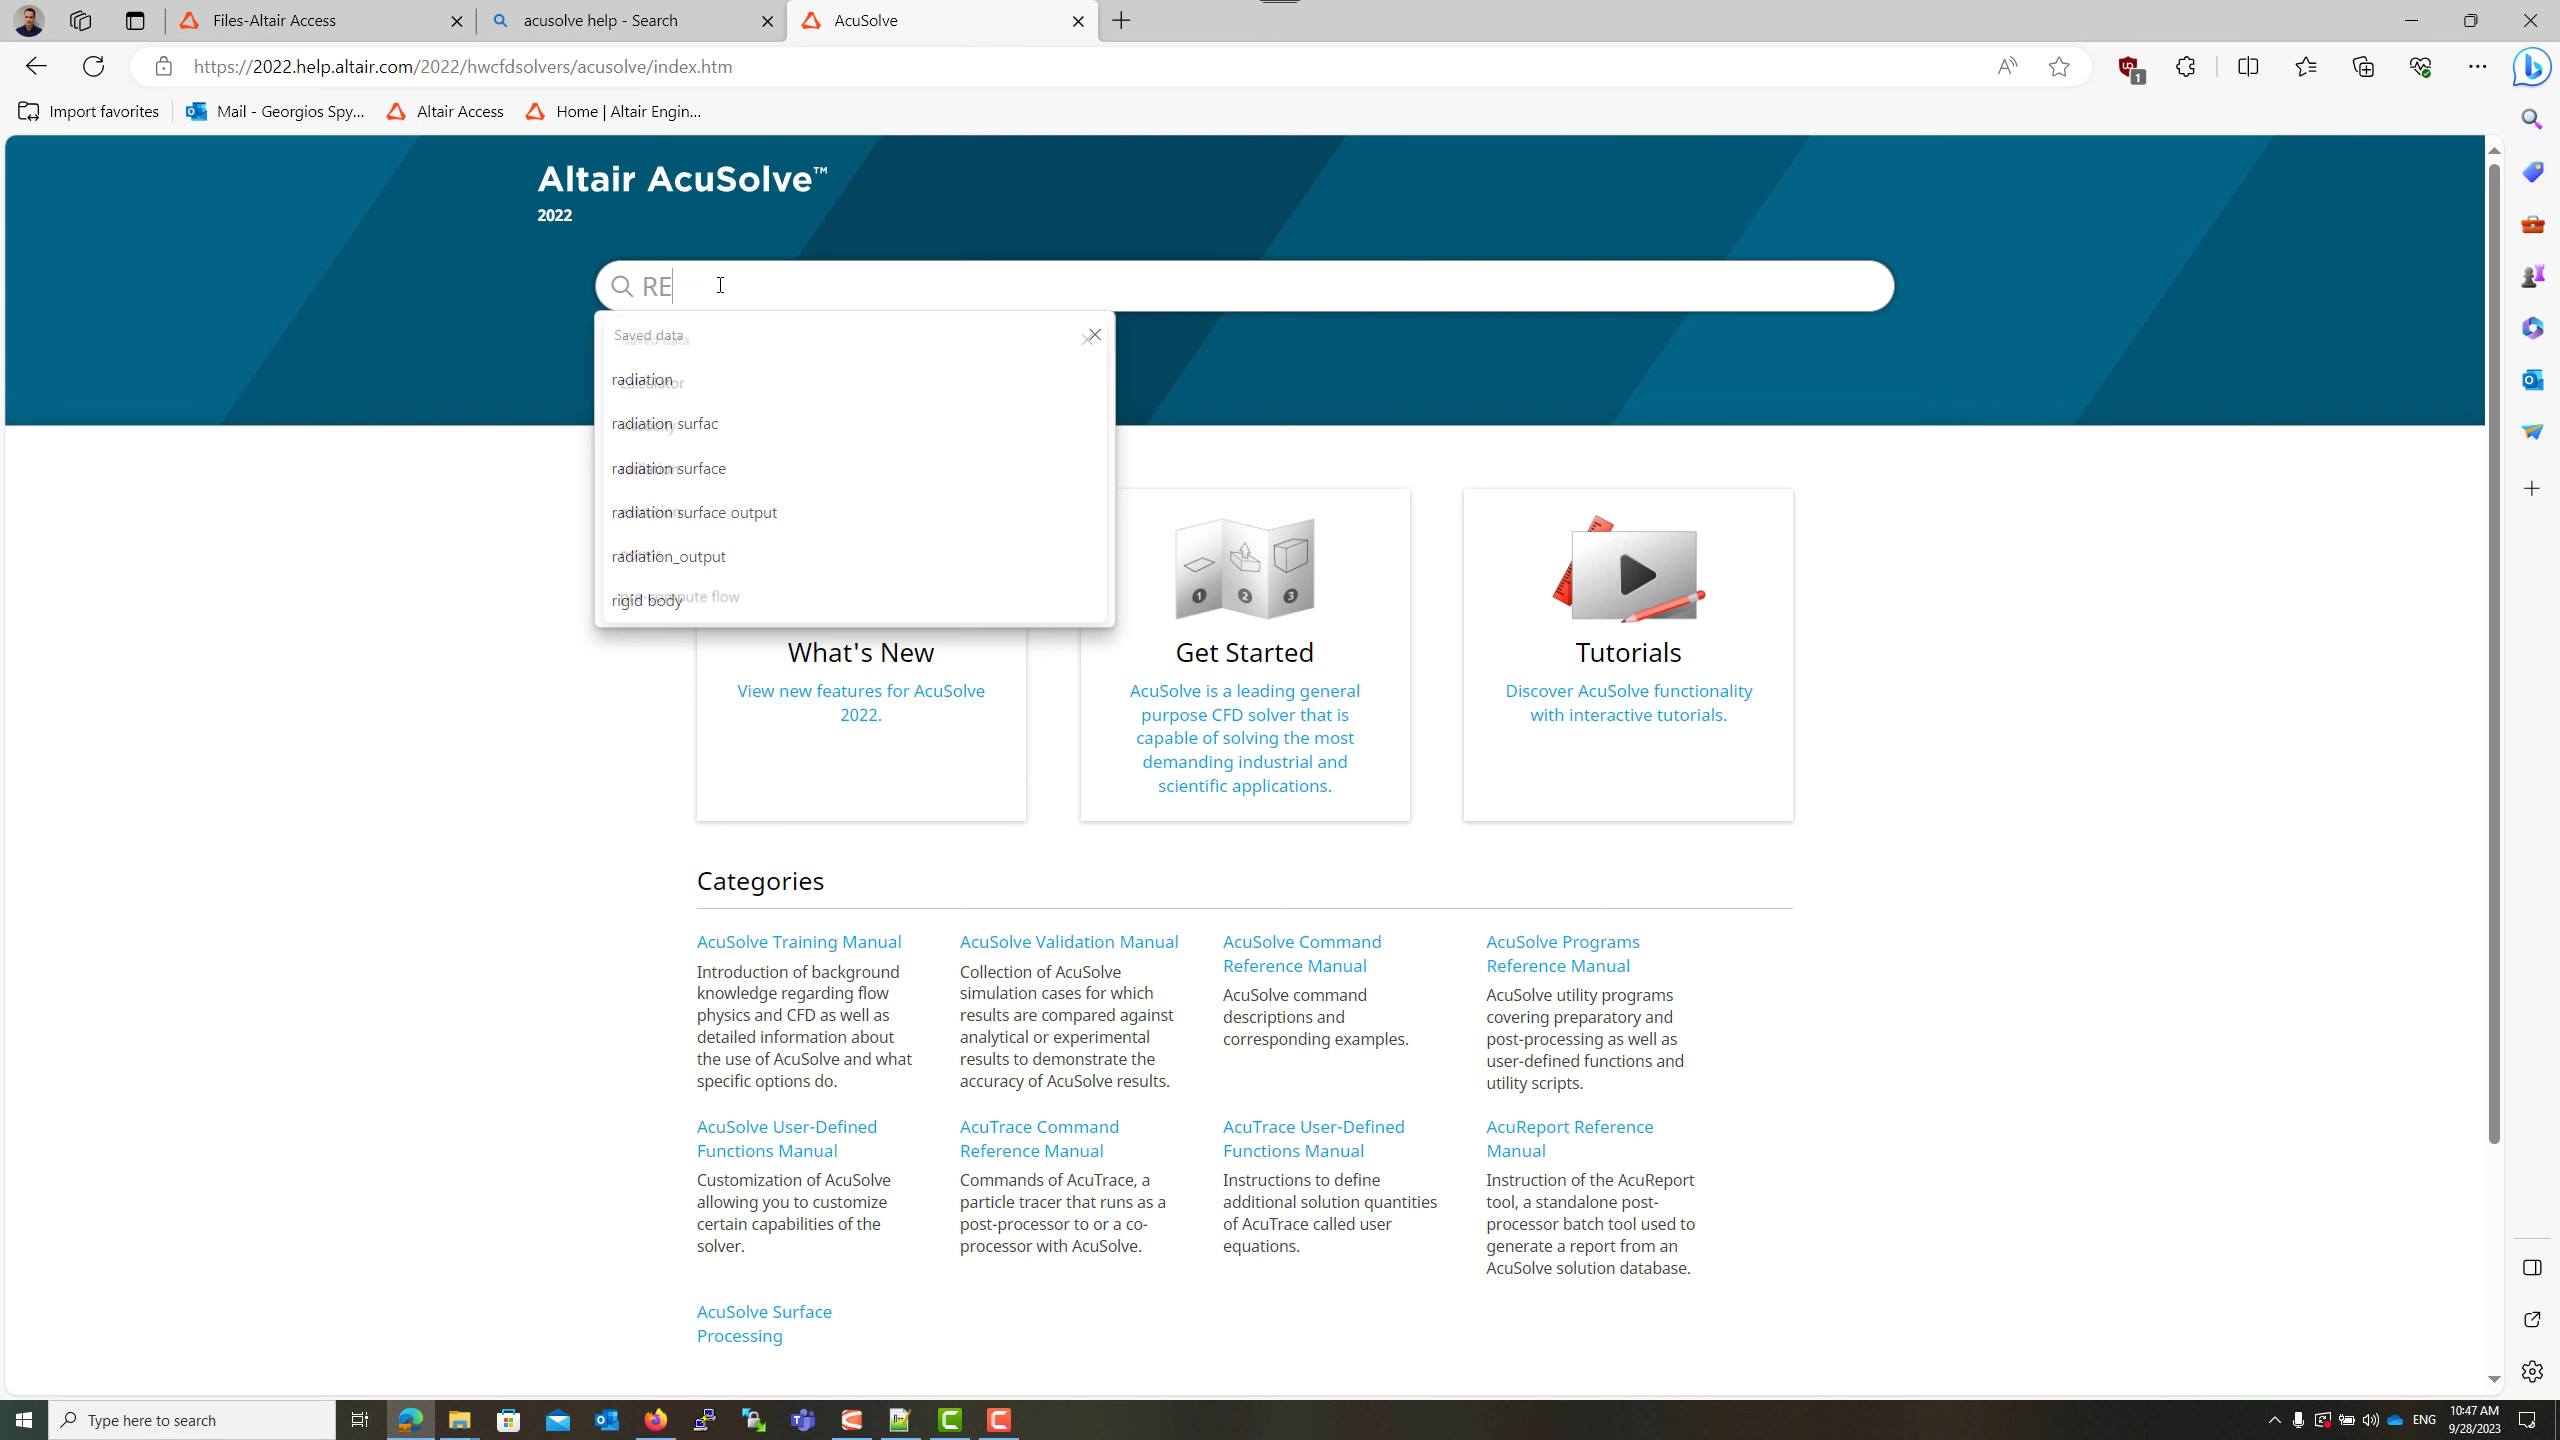 Files-Altair Access
acusolve help - Search
AcuSolve
https://2022.help.altair.com/2022/hwcfdsolvers/acusolve/index.htm
1
Import favorites
Mail - Georgios Spy...
Altair Access
Home | Altair Engin...
Altair AcuSolve™
2022
RE
Saved data
radiation
radiation surfac
radiation surface
radiation surface output
radiation_output
rigid body
What's New
View new features for AcuSolve
2022.
Get Started
AcuSolve is a leading general
purpose CFD solver that is
capable of solving the most
demanding industrial and
scientific applications.
Tutorials
Discover AcuSolve functionality
with interactive tutorials.
Categories
AcuSolve Training Manual
Introduction of background
knowledge regarding flow
physics and CFD as well as
detailed information about
the use of AcuSolve and what
specific options do.
AcuSolve Validation Manual
Collection of AcuSolve
simulation cases for which
results are compared against
analytical or experimental
results to demonstrate the
accuracy of AcuSolve results.
AcuSolve Command
Reference Manual
AcuSolve command
descriptions and
corresponding examples.
AcuSolve Programs
Reference Manual
AcuSolve utility programs
covering preparatory and
post-processing as well as
user-defined functions and
utility scripts.
AcuSolve User-Defined
Functions Manual
Customization of AcuSolve
allowing you to customize
certain capabilities of the
solver.
AcuTrace Command
Reference Manual
Commands of AcuTrace, a
particle tracer that runs as a
post-processor to or a co-
processor with AcuSolve.
AcuTrace User-Defined
Functions Manual
Instructions to define
additional solution quantities
of AcuTrace called user
equations.
AcuReport Reference
Manual
Instruction of the AcuReport
tool, a standalone post-
processor batch tool used to
generate a report from an
AcuSolve solution database.
AcuSolve Surface
Processing
Type here to search
ENG
10:47 AM
9/28/2023